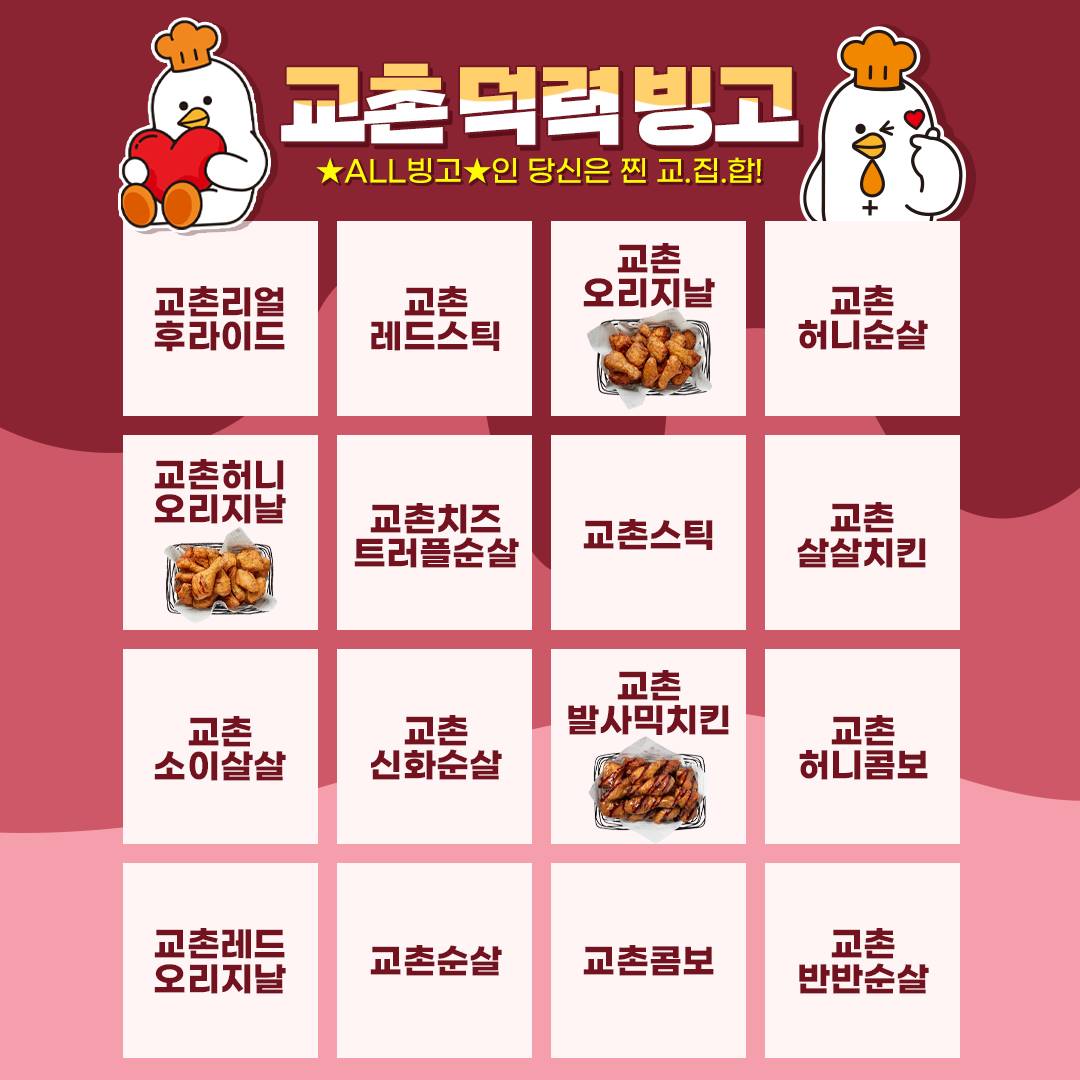 교촌 덕력 빙고
★ALL빙고★인 당신은 찐 교.집.합!
교촌리얼
후라이드
교촌
레드스틱
교촌
오리지날
교촌
허니순살
교촌허니
오리지날
교촌치즈
트러플순살
교촌스틱
교촌
살살치킨
교촌
소이살살
교촌
신화순살
교촌
발사믹치킨
교촌
허니콤보
교촌레드
오리지날
교촌순살
교촌콤보
교촌
반반순살